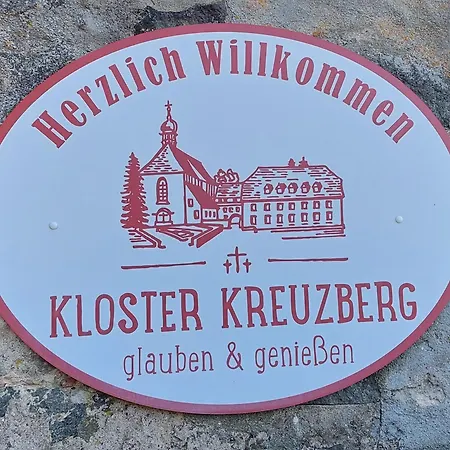 Herzlich Willkommen
KLOSTER KREUZBERG
glauben & genießen